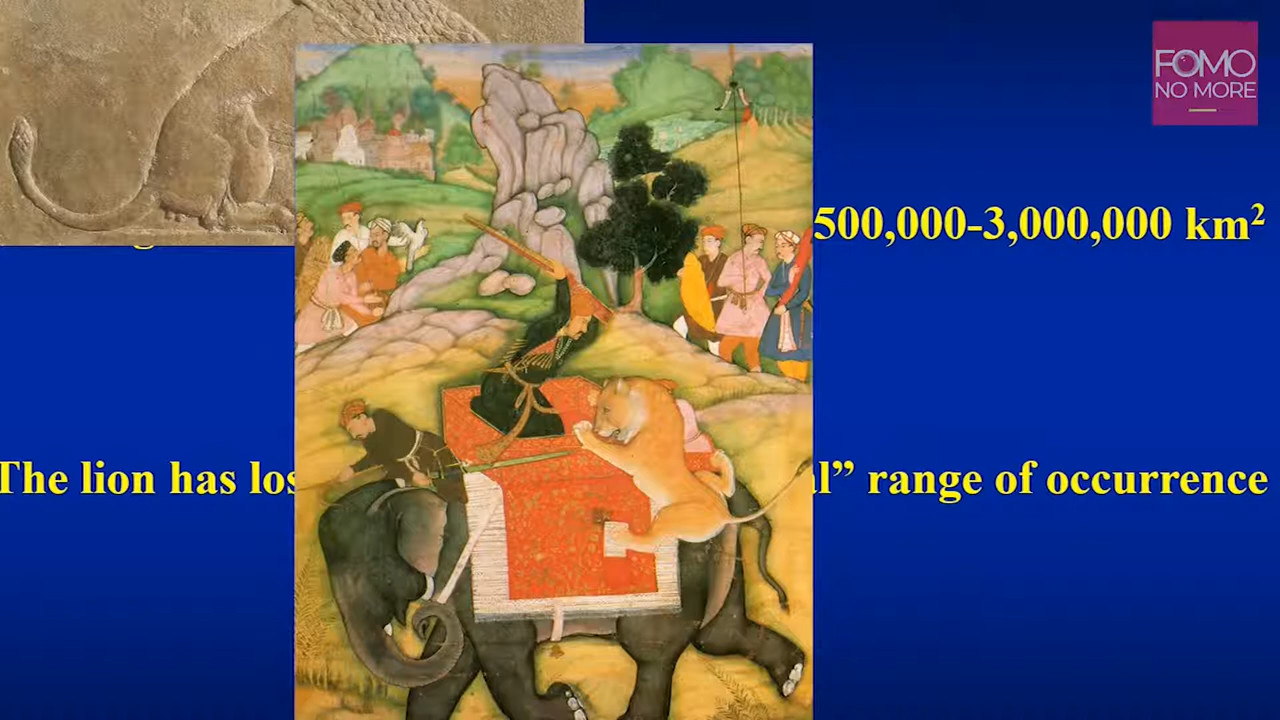 FOMO
NO MORE
500,000-3,000,000 km²
The lion has los
l” range of occurrence